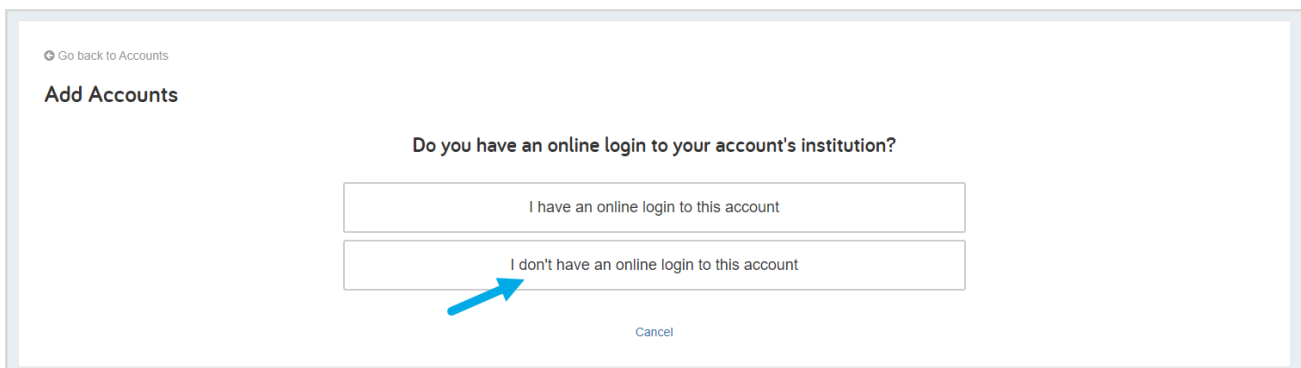 Go back to Accounts
Add Accounts
Do you have an online login to your account's institution?
I have an online login to this account
I don't have an online login to this account
Cancel